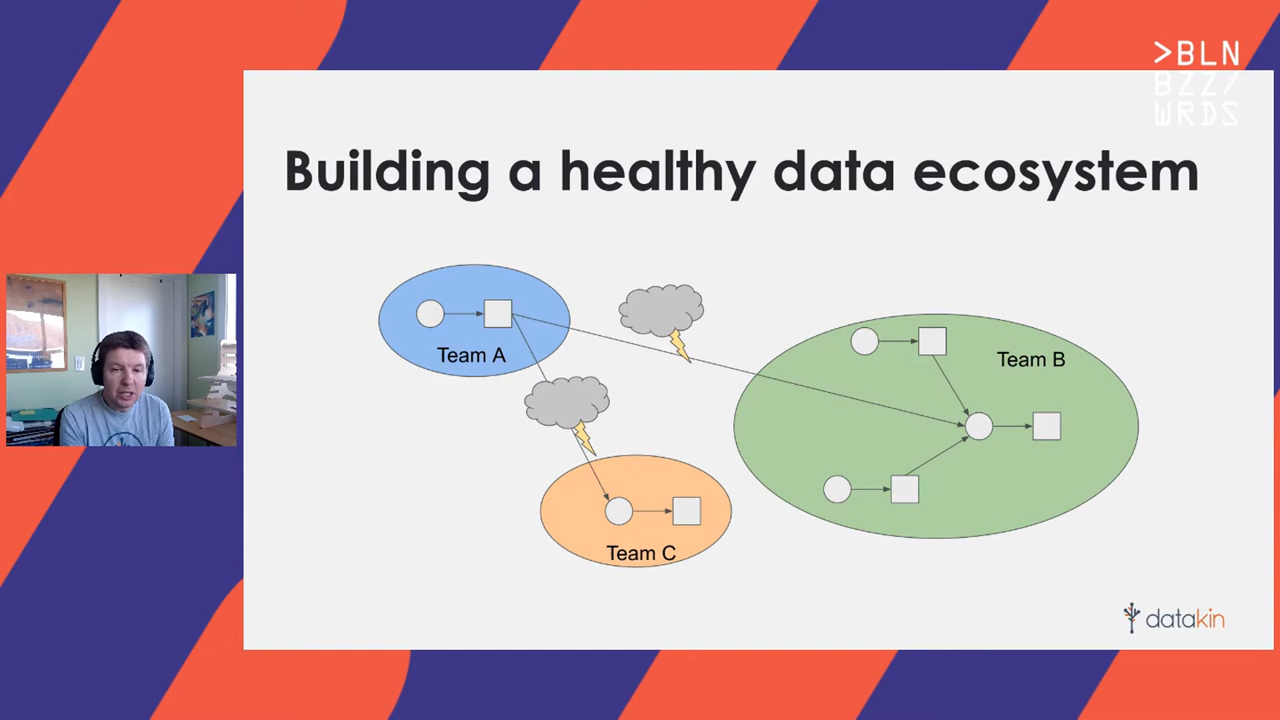 >BLN
BZZ/
WRDS
Building a healthy data ecosystem
Team A
Team B
Team C
datakin